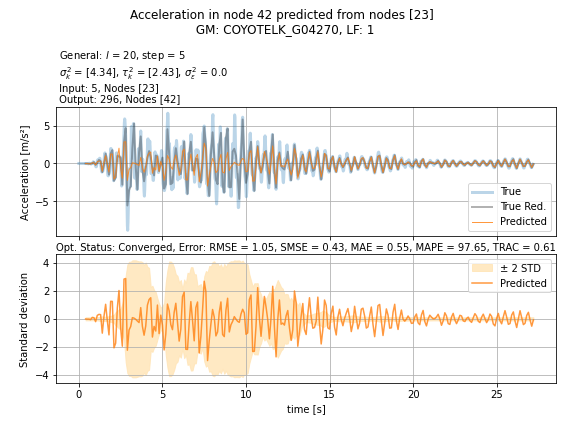 Acceleration in node 42 predicted from nodes [23]
GM: COYOTELK_G04270, LF: 1
General: l = 20, step = 5
σ²ₖ = [4.34], τ²ₖ = [2.43], σ²ε = 0.0
Input: 5, Nodes [23]
Output: 296, Nodes [42]
Acceleration [m/s²]
5
0
−5
True
True Red.
Predicted
Opt. Status: Converged, Error: RMSE = 1.05, SMSE = 0.43, MAE = 0.55, MAPE = 97.65, TRAC = 0.61
Standard deviation
4
2
0
−2
−4
± 2 STD
Predicted
0 5 10 15 20 25
time [s]